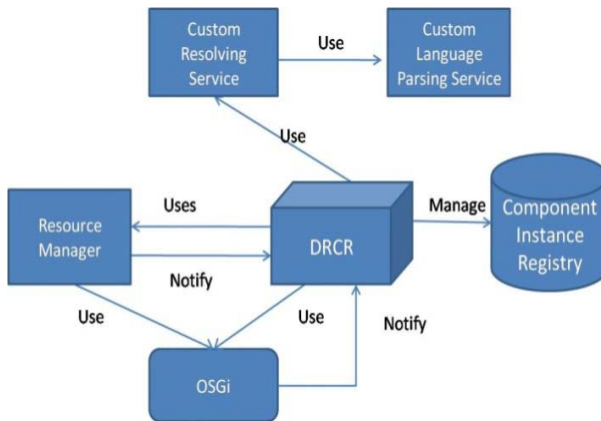 Custom
Resolving
Service
Use
Custom
Language
Parsing Service
Use
Resource
Manager
Uses
Notify
DRCR
Manage
Component
Instance
Registry
Use
Use
Notify
OSGi